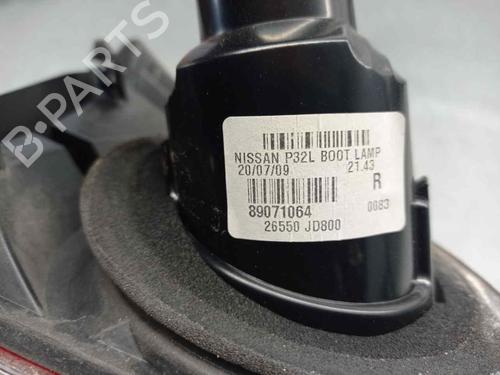 B-PARTS
NISSAN P32L BOOT LAMP
20/07/09 21.43
R
89071064 0083
26550 JD800